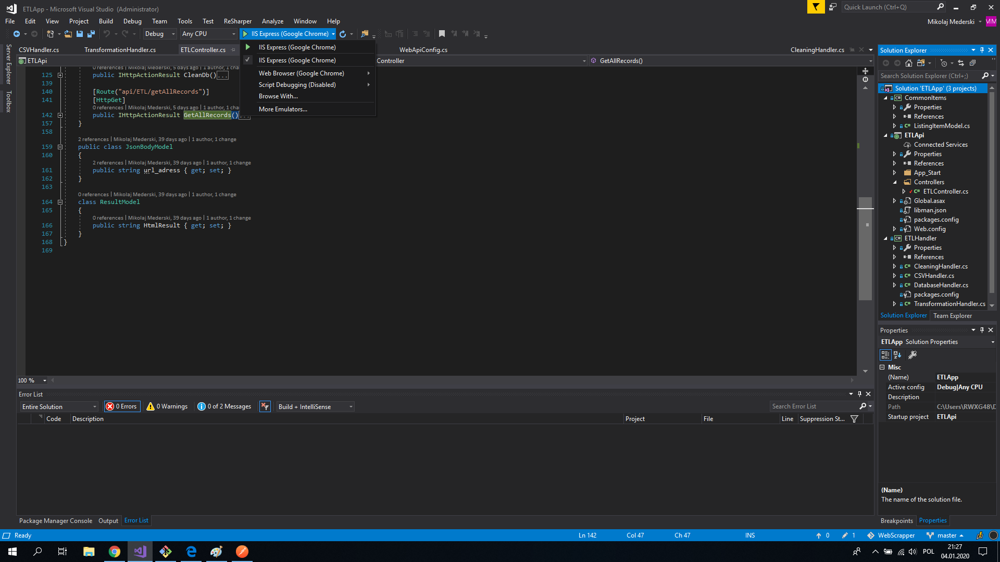 ETLApp - Microsoft Visual Studio (Administrator)
Quick Launch (Ctrl+Q)
File Edit View Project Build Debug Team Tools Test ReSharper Analyze Window Help
Mikolaj Mederski MM
Debug Any CPU IIS Express (Google Chrome)
Server Explorer
Toolbox
CSVHandler.cs TransformationHandler.cs ETLController.cs WebApiConfig.cs CleaningHandler.cs
ETLApi Controller GetAllRecords()
IIS Express (Google Chrome)
IIS Express (Google Chrome)
Web Browser (Google Chrome)
Script Debugging (Disabled)
Browse With...
More Emulators...
0 references | Mikolaj Mederski, 5 days ago | 1 author, 1 cha
125 public IHttpActionResult CleanDb()...
139
140 [Route("api/ETL/getAllRecords")]
141 [HttpGet]
0 references | Mikolaj Mederski, 5 days ago | 1 author, 1 cha
142 public IHttpActionResult GetAllRecords()...
157 }
158
2 references | Mikolaj Mederski, 39 days ago | 1 author, 1 change
159 public class JsonBodyModel
160 {
2 references | Mikolaj Mederski, 39 days ago | 1 author, 1 change
161 public string url_adress { get; set; }
162 }
163
0 references | Mikolaj Mederski, 39 days ago | 1 author, 1 change
164 class ResultModel
165 {
0 references | Mikolaj Mederski, 39 days ago | 1 author, 1 change
166 public string HtmlResult { get; set; }
167 }
168 }
169
100 %
Solution Explorer
Search Solution Explorer (Ctrl+;)
Solution 'ETLApp' (3 projects)
CommonItems
Properties
References
ListingItemModel.cs
ETLApi
Connected Services
Properties
References
App_Start
Controllers
ETLController.cs
Global.asax
libman.json
packages.config
Web.config
ETLHandler
Properties
References
CleaningHandler.cs
CSVHandler.cs
DatabaseHandler.cs
packages.config
TransformationHandler.cs
Solution Explorer Team Explorer
Properties
ETLApp Solution Properties
Misc
(Name) ETLApp
Active config Debug|Any CPU
Description
Path C:\Users\RWXG48\D
Startup project ETLApi
(Name)
The name of the solution file.
Breakpoints Properties
Error List
Entire Solution 0 Errors 0 Warnings 0 of 2 Messages Build + IntelliSense Search Error List
Code Description Project File Line Suppression St...
Package Manager Console Output Error List
Ready Ln 142 Col 47 Ch 47 INS 0 1 WebScrapper master
POL 21:27
04.01.2020